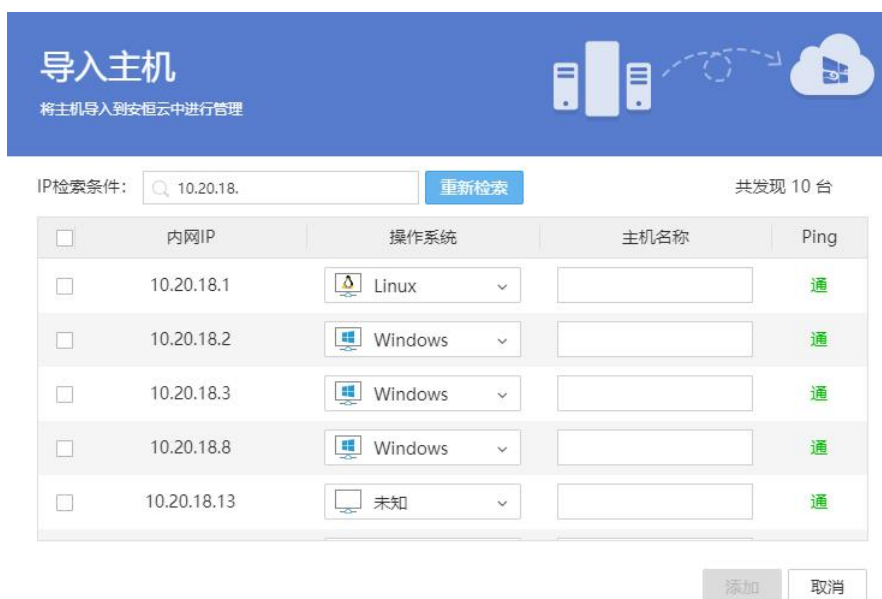 导入主机
将主机导入到安恒云中进行管理
IP检索条件： 10.20.18. 重新检索 共发现 10 台
内网IP 操作系统 主机名称 Ping
10.20.18.1 Linux 通
10.20.18.2 Windows 通
10.20.18.3 Windows 通
10.20.18.8 Windows 通
10.20.18.13 未知 通
添加 取消